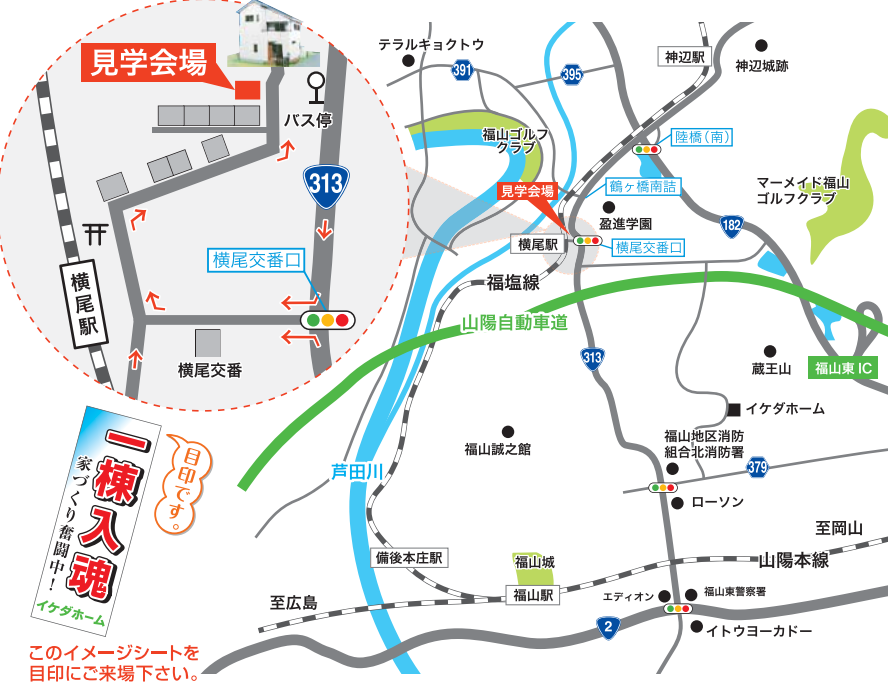 見学会場
バス停
313
横尾交番口
横尾駅
横尾交番
一棟入魂
家づくり奮闘中!
イケダホーム
目印です。
このイメージシートを
目印にご来場下さい。
テラルキョクトウ
391
395
神辺駅
神辺城跡
福山ゴルフ
クラブ
陸橋(南)
見学会場
鶴ヶ橋南詰
マーメイド福山
ゴルフクラブ
盈進学園
182
横尾駅
横尾交番口
福塩線
山陽自動車道
313
蔵王山
福山東IC
イケダホーム
福山地区消防
組合北消防署
福山誠之館
379
芦田川
ローソン
至岡山
備後本庄駅
福山城
山陽本線
福山駅
至広島
エディオン
福山東警察署
2
イトウヨーカドー